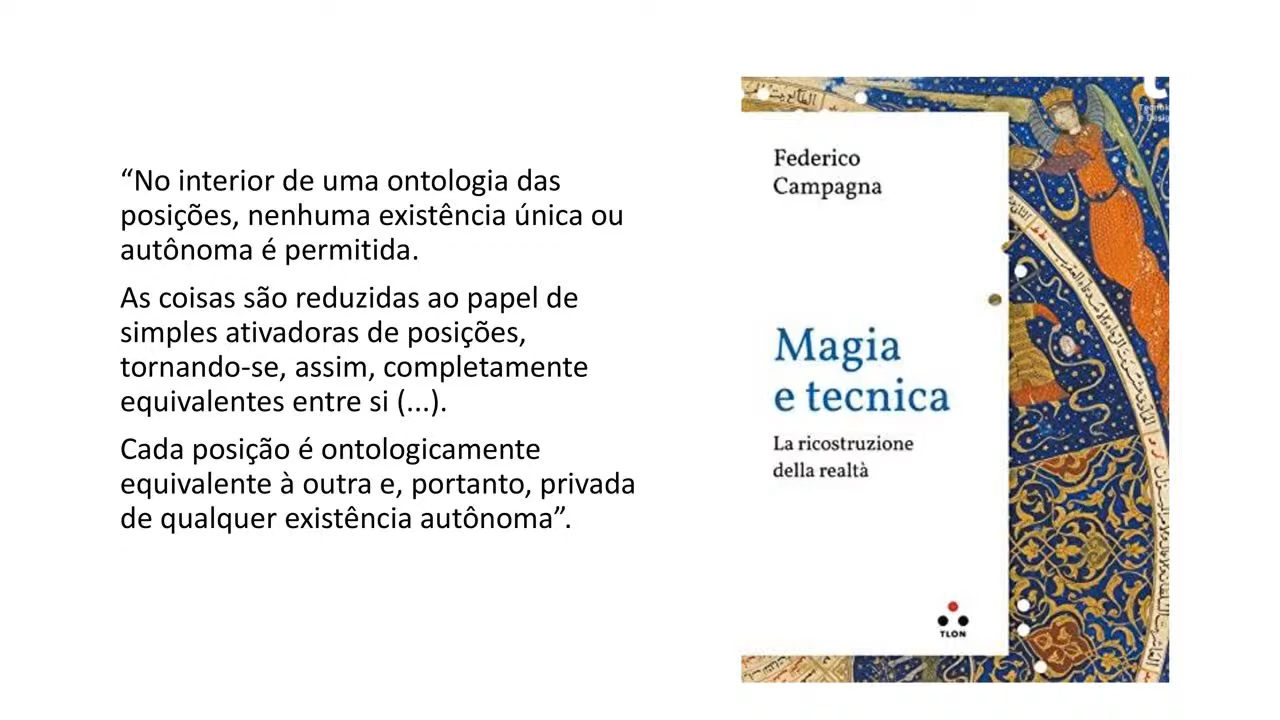 “No interior de uma ontologia das
posições, nenhuma existência única ou
autônoma é permitida.
As coisas são reduzidas ao papel de
simples ativadoras de posições,
tornando-se, assim, completamente
equivalentes entre si (...).
Cada posição é ontologicamente
equivalente à outra e, portanto, privada
de qualquer existência autônoma”.
Federico
Campagna
Magia
e tecnica
La ricostruzione
della realtà
TLON